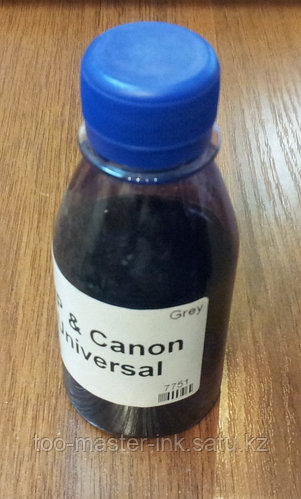 Grey
P & Canon
universal
7751
too-master-ink.satu.kz